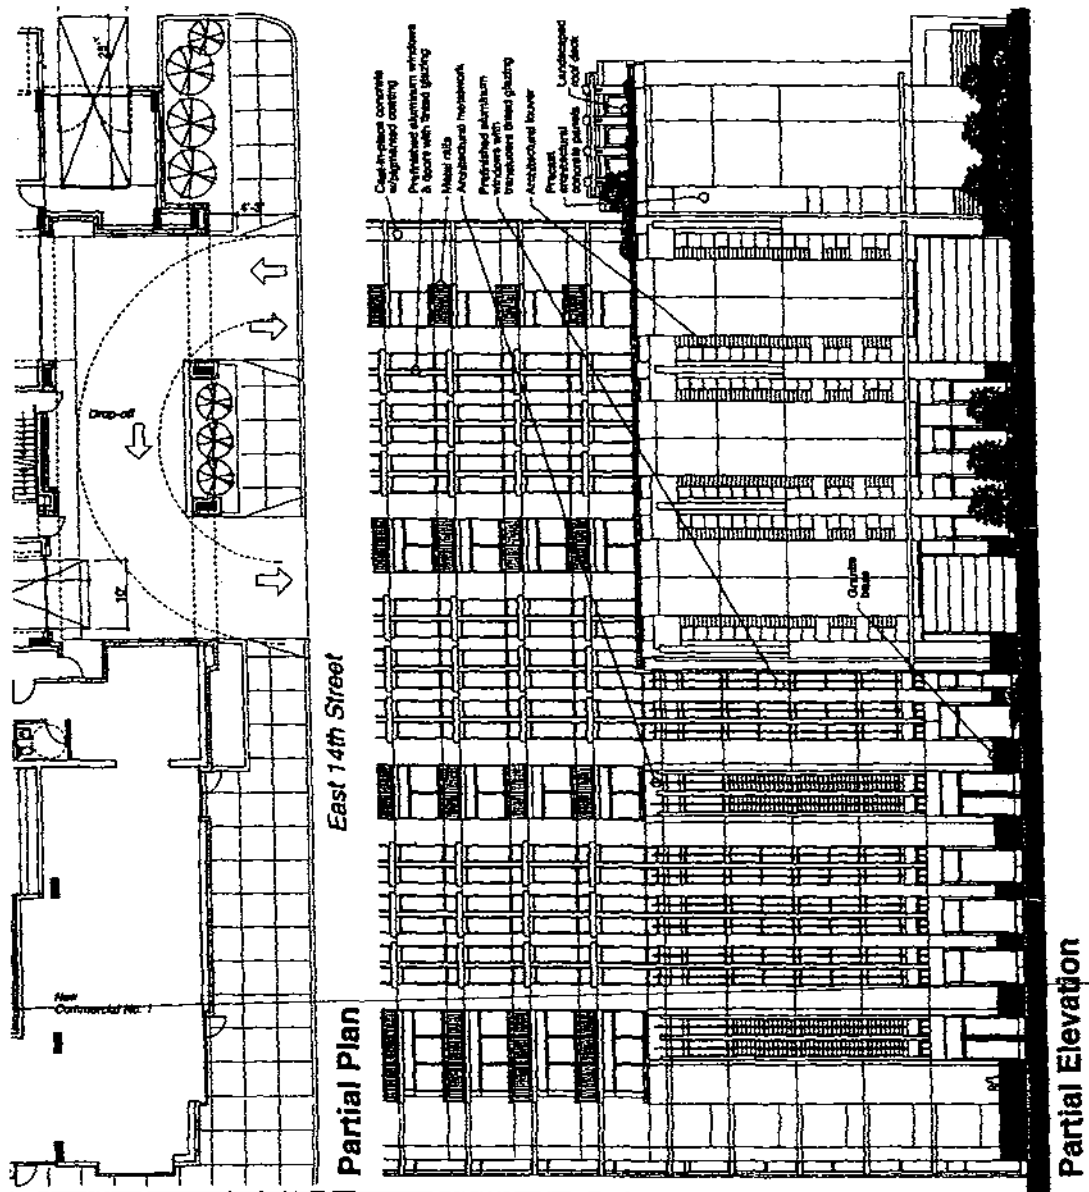 Drop-off
10'
New
Commercial No. 1
East 14th Street
Partial Plan
Cast-in-place concrete
w/pigmented coating
Prefinished aluminum windows
& doors with tinted glazing
Metal rails
Architectural meshwork
Prefinished aluminum
windows with
translucent tinted glazing
Architectural louver
Precast
architectural
concrete panels
Landscaped
roof deck
Granite
base
Partial Elevation